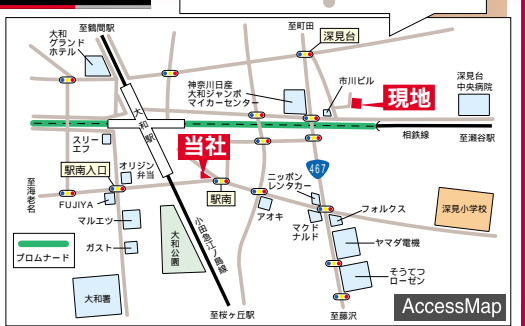 至鶴間駅
至町田
大和
グランド
ホテル
深見台
神奈川日産
大和ジャンボ
マイカーセンター
市川ビル
現地
深見台
中央病院
大和駅
相鉄線
至瀬谷駅
スリー
エフ
当社
467
駅南入口
オリジン
弁当
駅南
ニッポン
レンタカー
至海老名
FUJIYA
アオキ
フォルクス
深見小学校
マルエツ
マクド
ナルド
大和公園
小田急江ノ島線
ヤマダ電機
ガスト
プロムナード
そうてつ
ローゼン
大和署
至桜ヶ丘駅
至藤沢
AccessMap